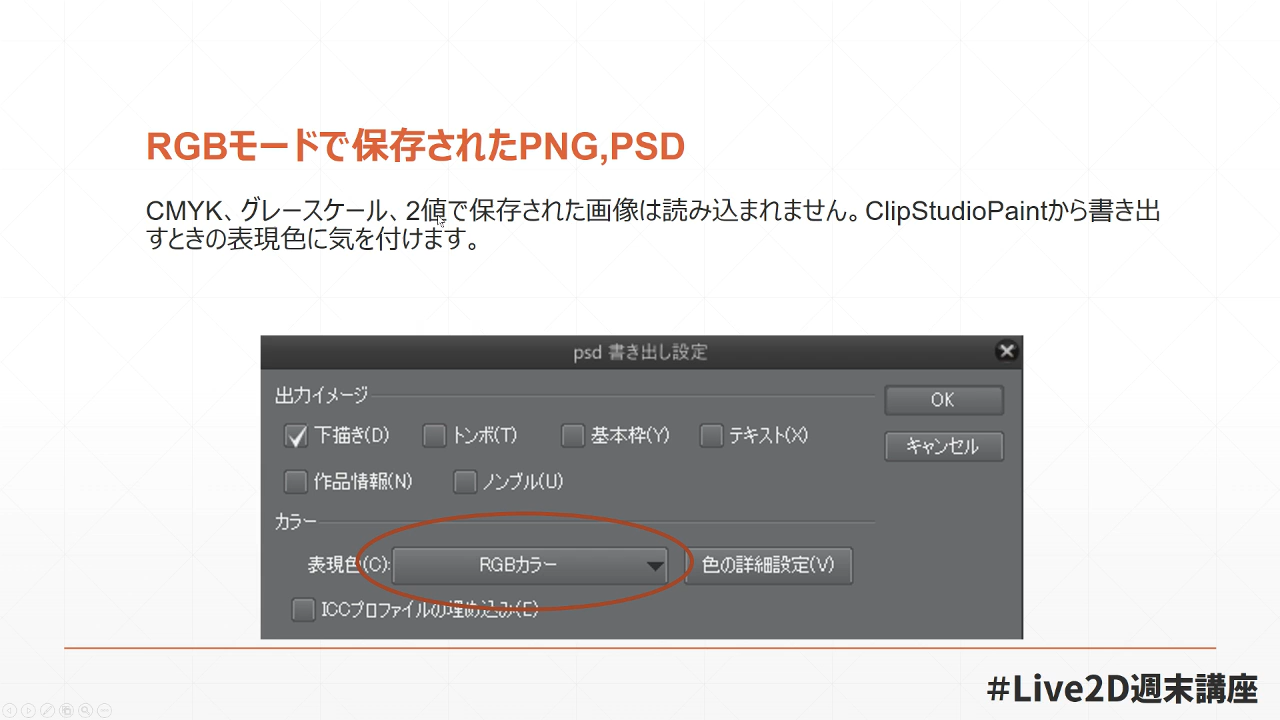 RGBモードで保存されたPNG,PSD
CMYK、グレースケール、2値で保存された画像は読み込まれません。ClipStudioPaintから書き出
すときの表現色に気を付けます。
psd 書き出し設定
出力イメージ
OK
下描き(D) トンボ(T) 基本枠(Y) テキスト(X)
キャンセル
作品情報(N) ノンブル(U)
カラー
表現色(C): RGBカラー 色の詳細設定(V)
ICCプロファイルの埋め込み(E)
#Live2D週末講座